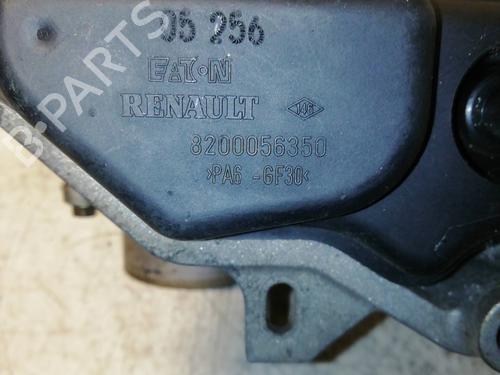 05 256
EATON
RENAULT
8200056350
>PA6 -GF30<
B-PARTS